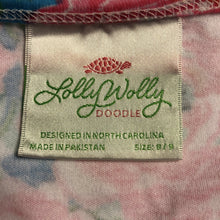 Lolly Wolly
DOODLE
DESIGNED IN NORTH CAROLINA
MADE IN PAKISTAN SIZE: 8/9